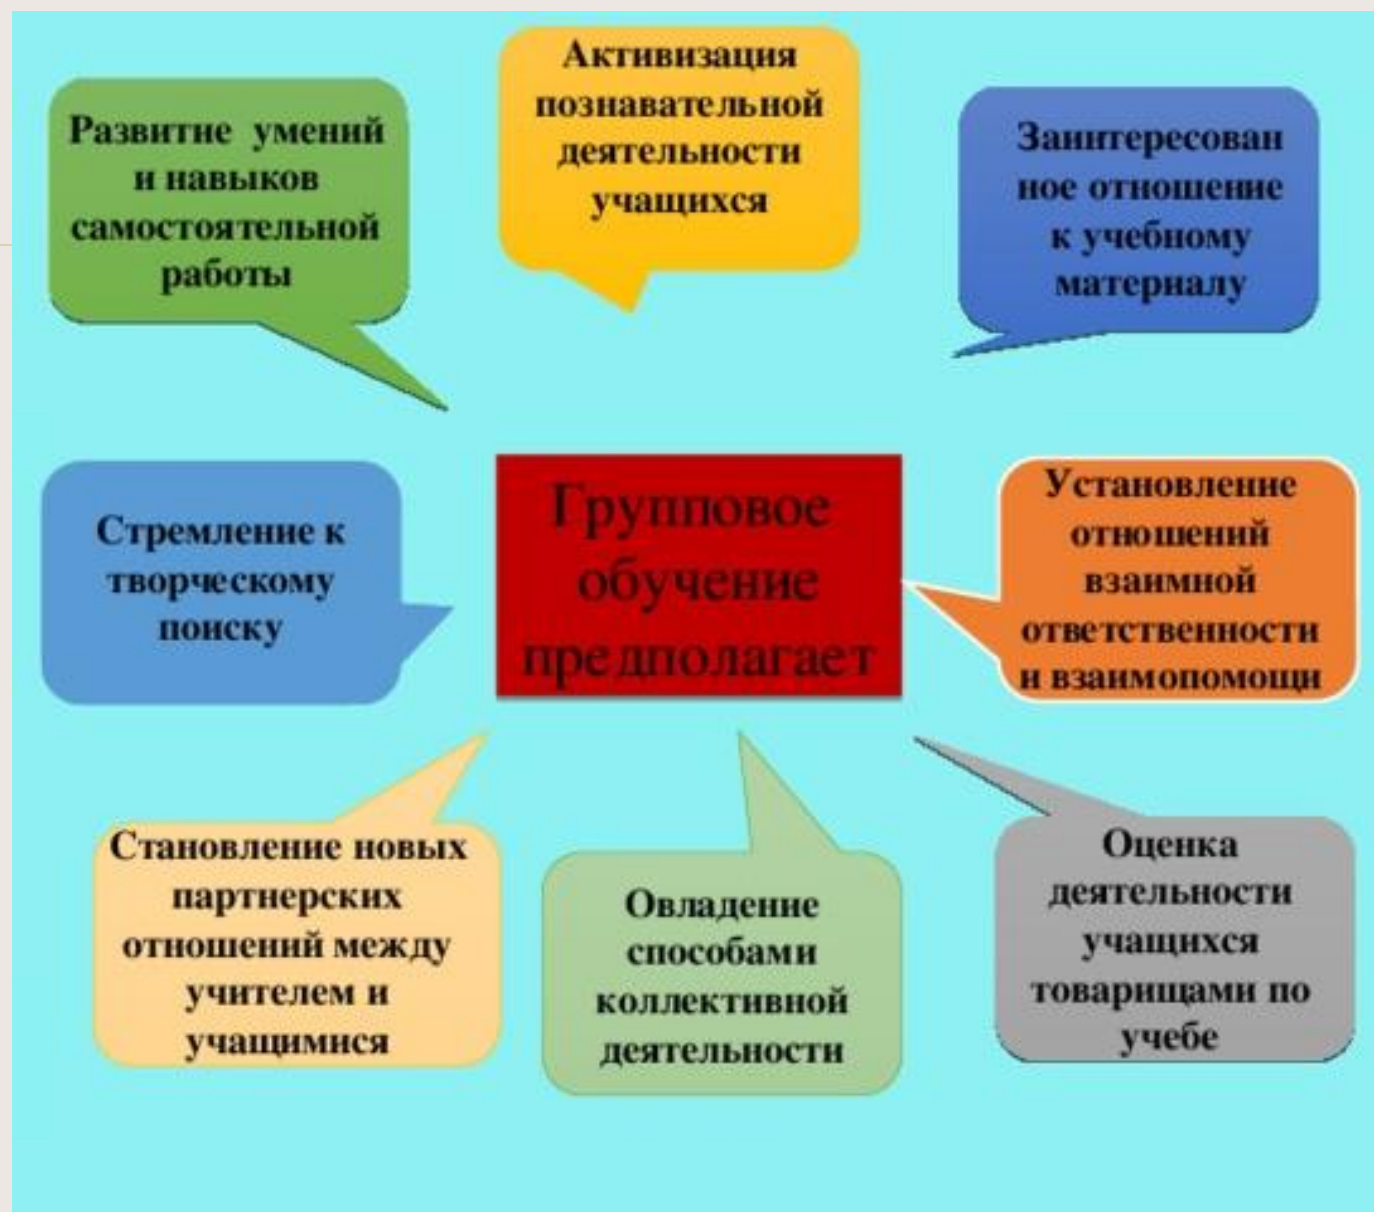 Развитие умений
и навыков
самостоятельной
работы
Активизация
познавательной
деятельности
учащихся
Заинтересован
ное отношение
к учебному
материалу
Стремление к
творческому
поиску
Групповое
обучение
предполагает
Установление
отношений
взаимной
ответственности
и взаимопомощи
Становление новых
партнерских
отношений между
учителем и
учащимися
Овладение
способами
коллективной
деятельности
Оценка
деятельности
учащихся
товарищами по
учебе